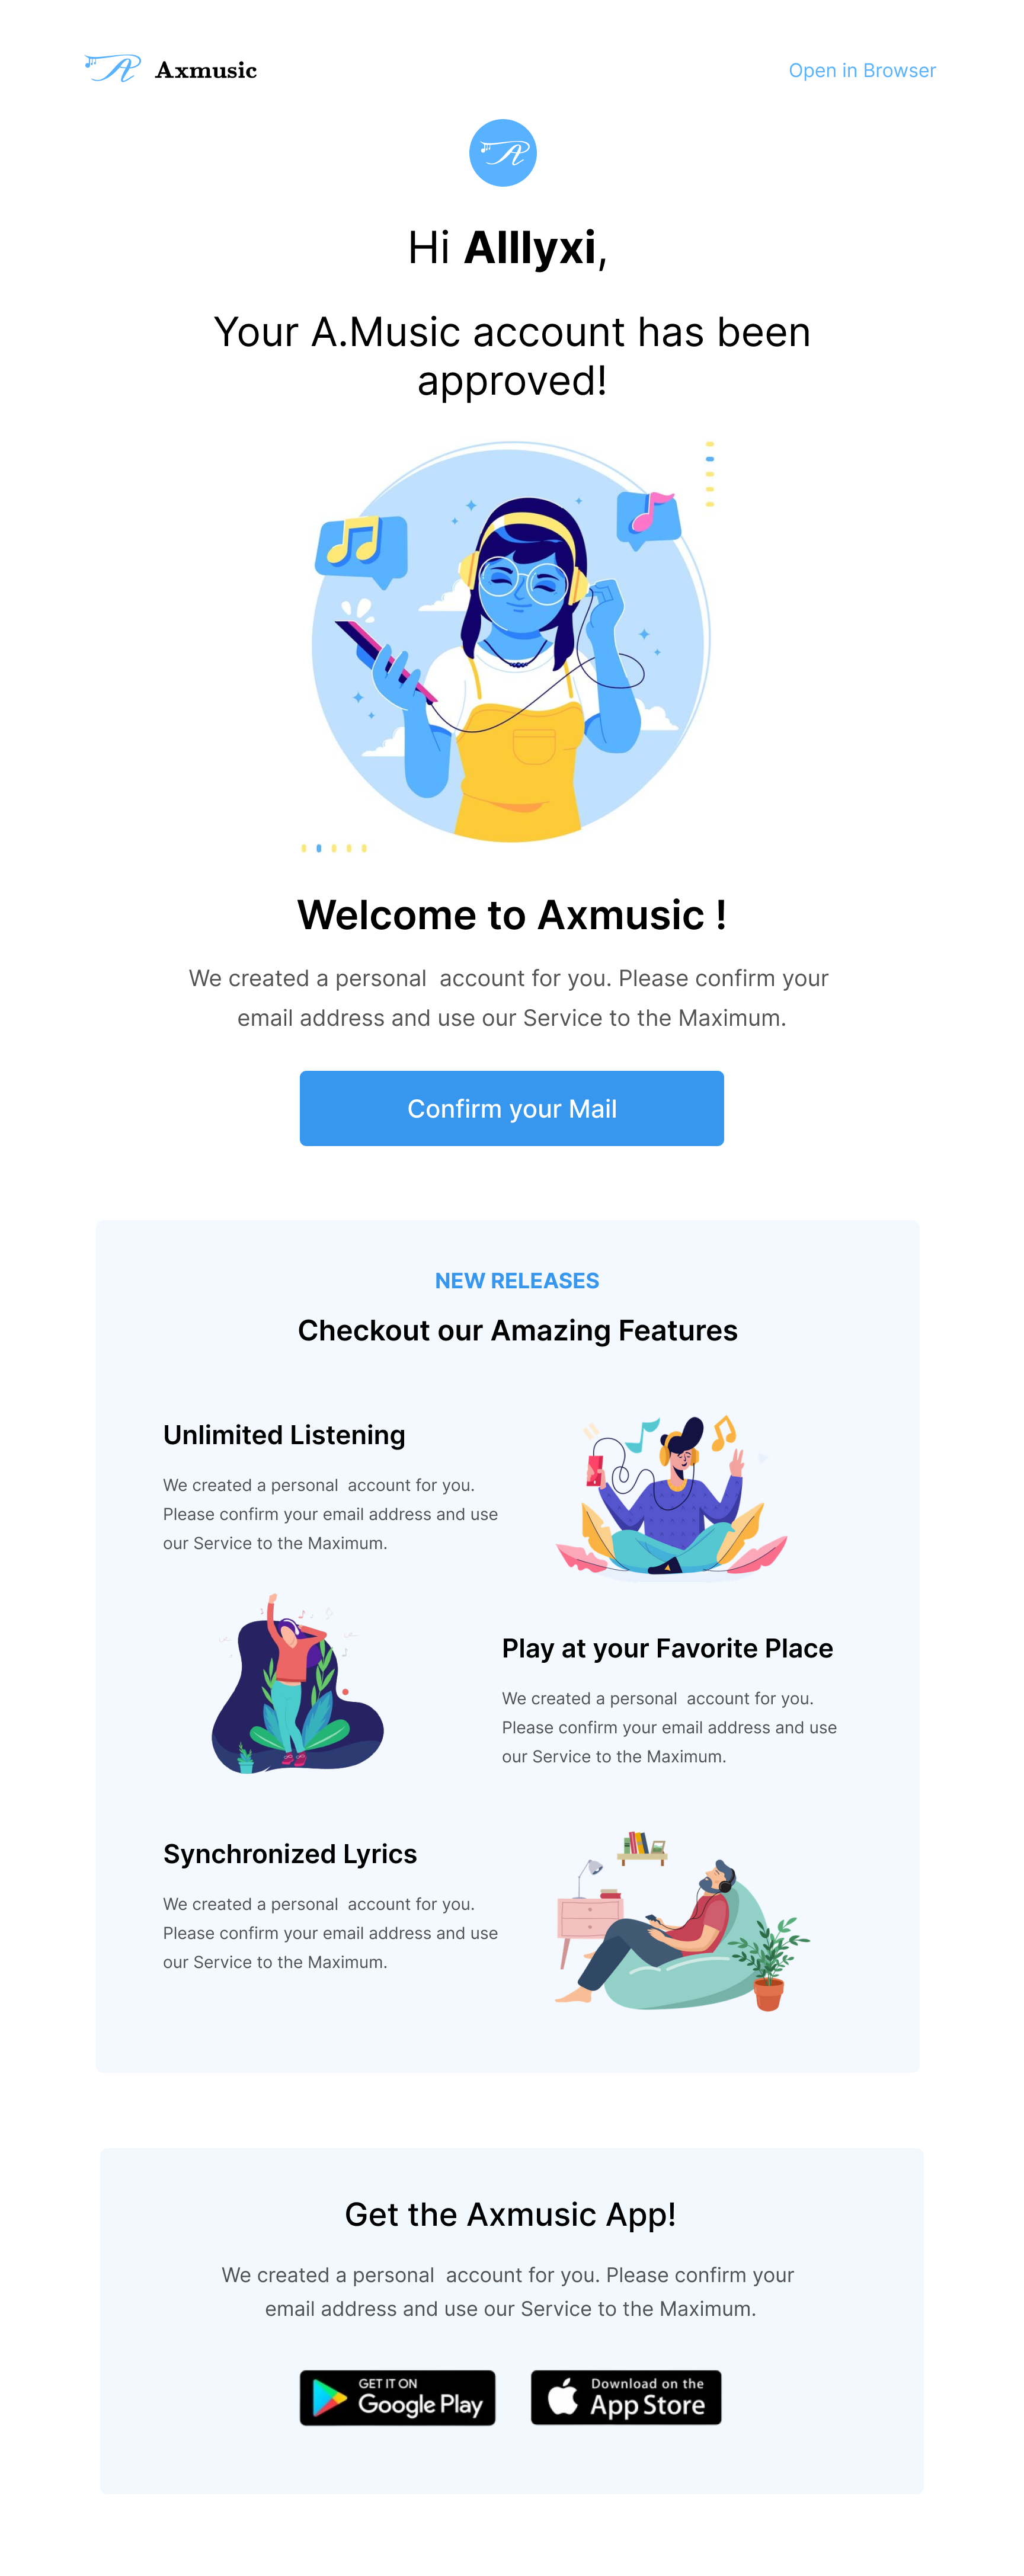 Axmusic
Open in Browser
Hi Alllyxi,
Your A.Music account has been
approved!
Welcome to Axmusic !
We created a personal  account for you. Please confirm your
email address and use our Service to the Maximum.
Confirm your Mail
NEW RELEASES
Checkout our Amazing Features
Unlimited Listening
We created a personal  account for you.
Please confirm your email address and use
our Service to the Maximum.
Play at your Favorite Place
We created a personal  account for you.
Please confirm your email address and use
our Service to the Maximum.
Synchronized Lyrics
We created a personal  account for you.
Please confirm your email address and use
our Service to the Maximum.
Get the Axmusic App!
We created a personal  account for you. Please confirm your
email address and use our Service to the Maximum.
GET IT ON
Google Play
Download on the
App Store